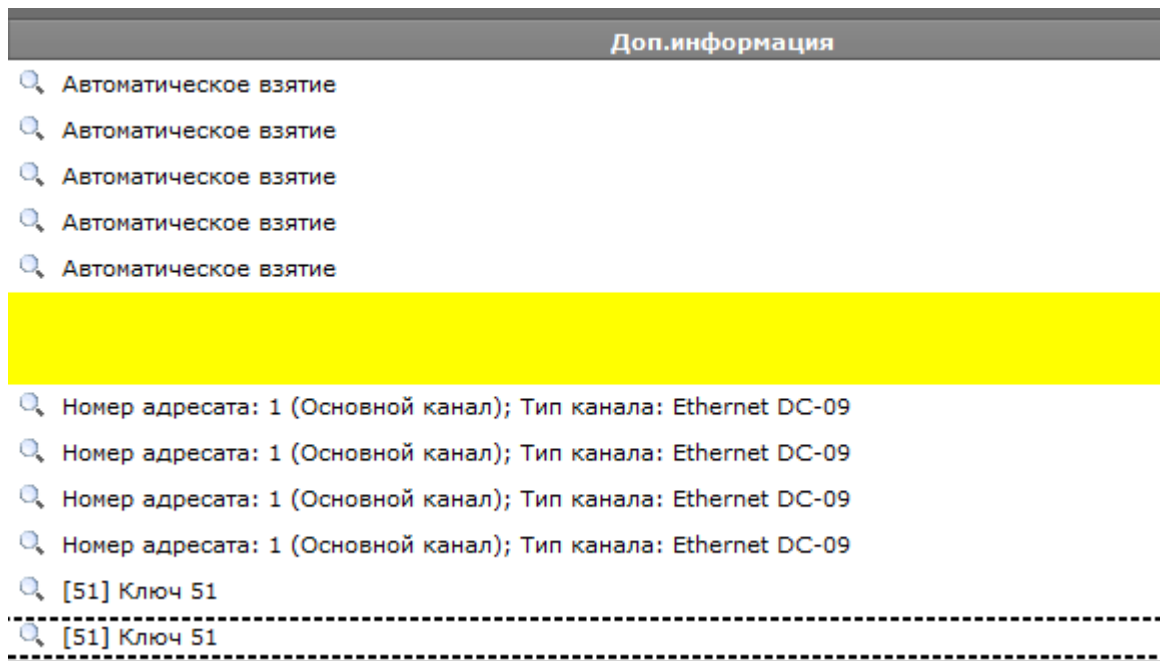 Доп.информация
Автоматическое взятие
Автоматическое взятие
Автоматическое взятие
Автоматическое взятие
Автоматическое взятие
Номер адресата: 1 (Основной канал); Тип канала: Ethernet DC-09
Номер адресата: 1 (Основной канал); Тип канала: Ethernet DC-09
Номер адресата: 1 (Основной канал); Тип канала: Ethernet DC-09
Номер адресата: 1 (Основной канал); Тип канала: Ethernet DC-09
[51] Ключ 51
[51] Ключ 51